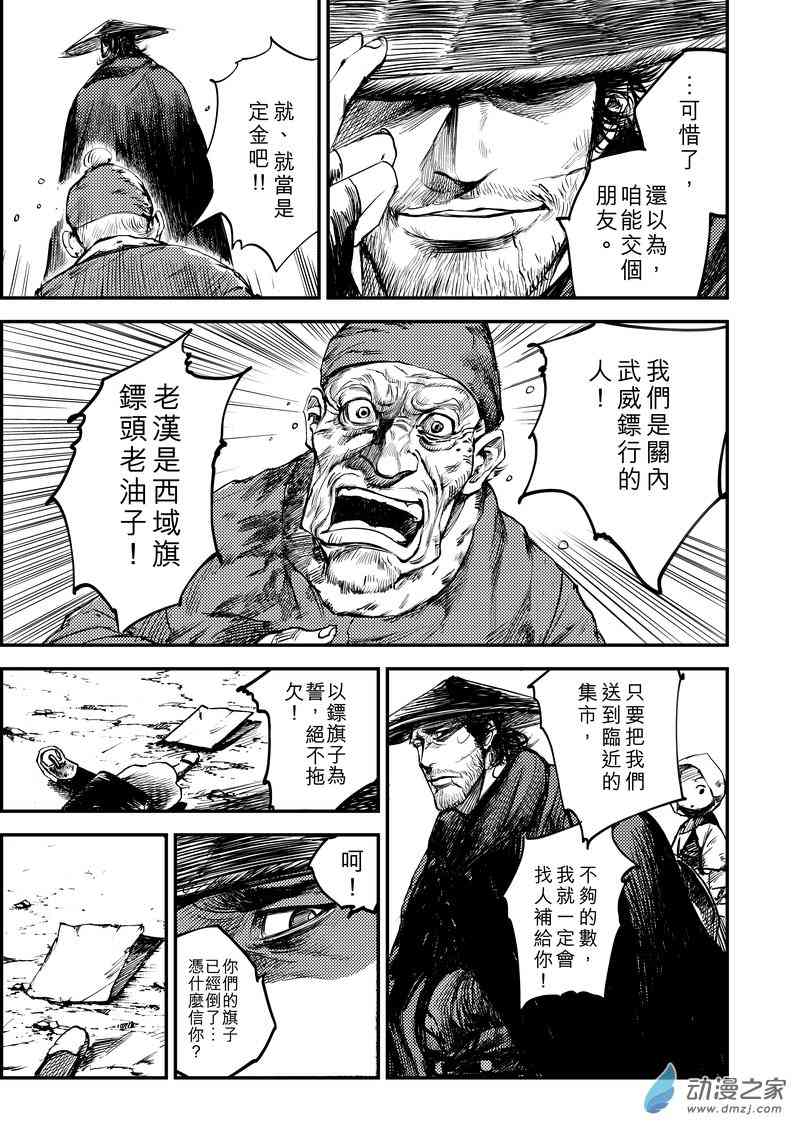 …可惜了，
還以為，
咱能交個
朋友。
就、就當是
定金吧!!
我們是關內
武威鏢行的
人！
老漢是西域旗
鏢頭老油子！
只要把我們
送到臨近的
集市，
不夠的數，
我就一定會
找人補給你！
以鏢旗子為
誓，絕不拖
欠！
呵！
你們的旗子
已經倒了…
憑什麼信你？
动漫之家
www.dmzj.com